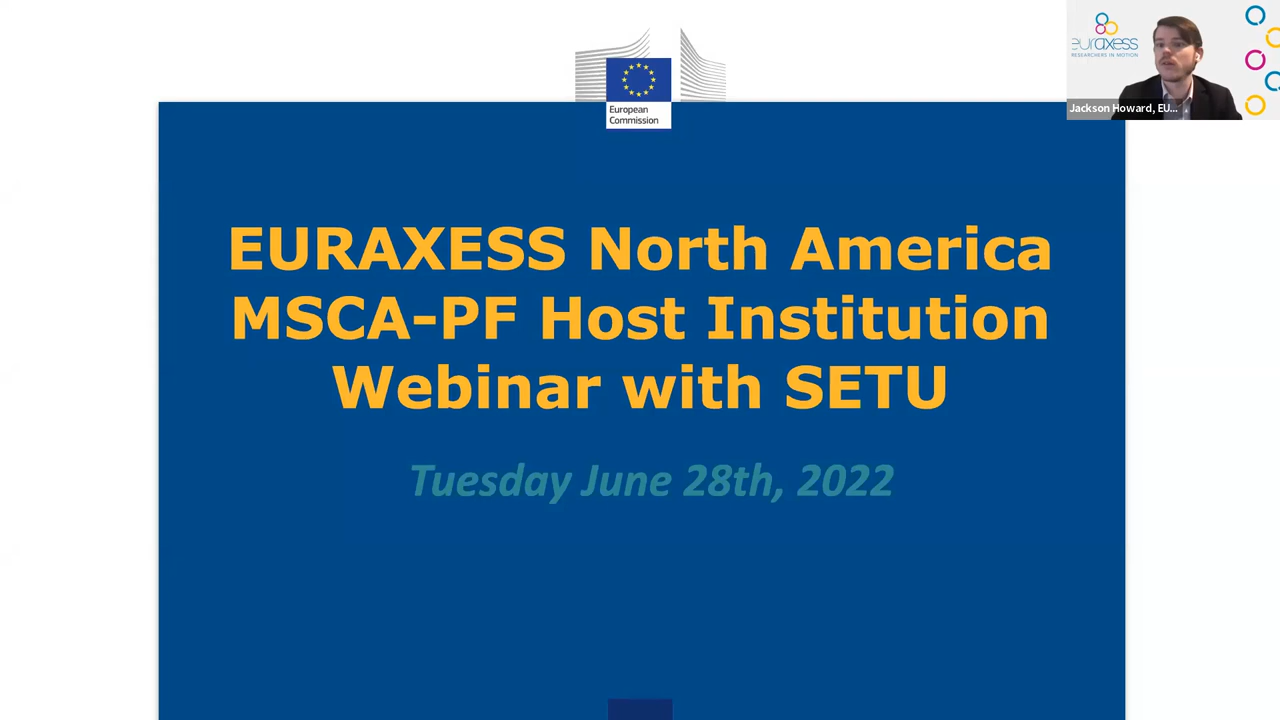 European
Commission
euraxess
RESEARCHERS IN MOTION
Jackson Howard, EU...
EURAXESS North America
MSCA-PF Host Institution
Webinar with SETU
Tuesday June 28th, 2022